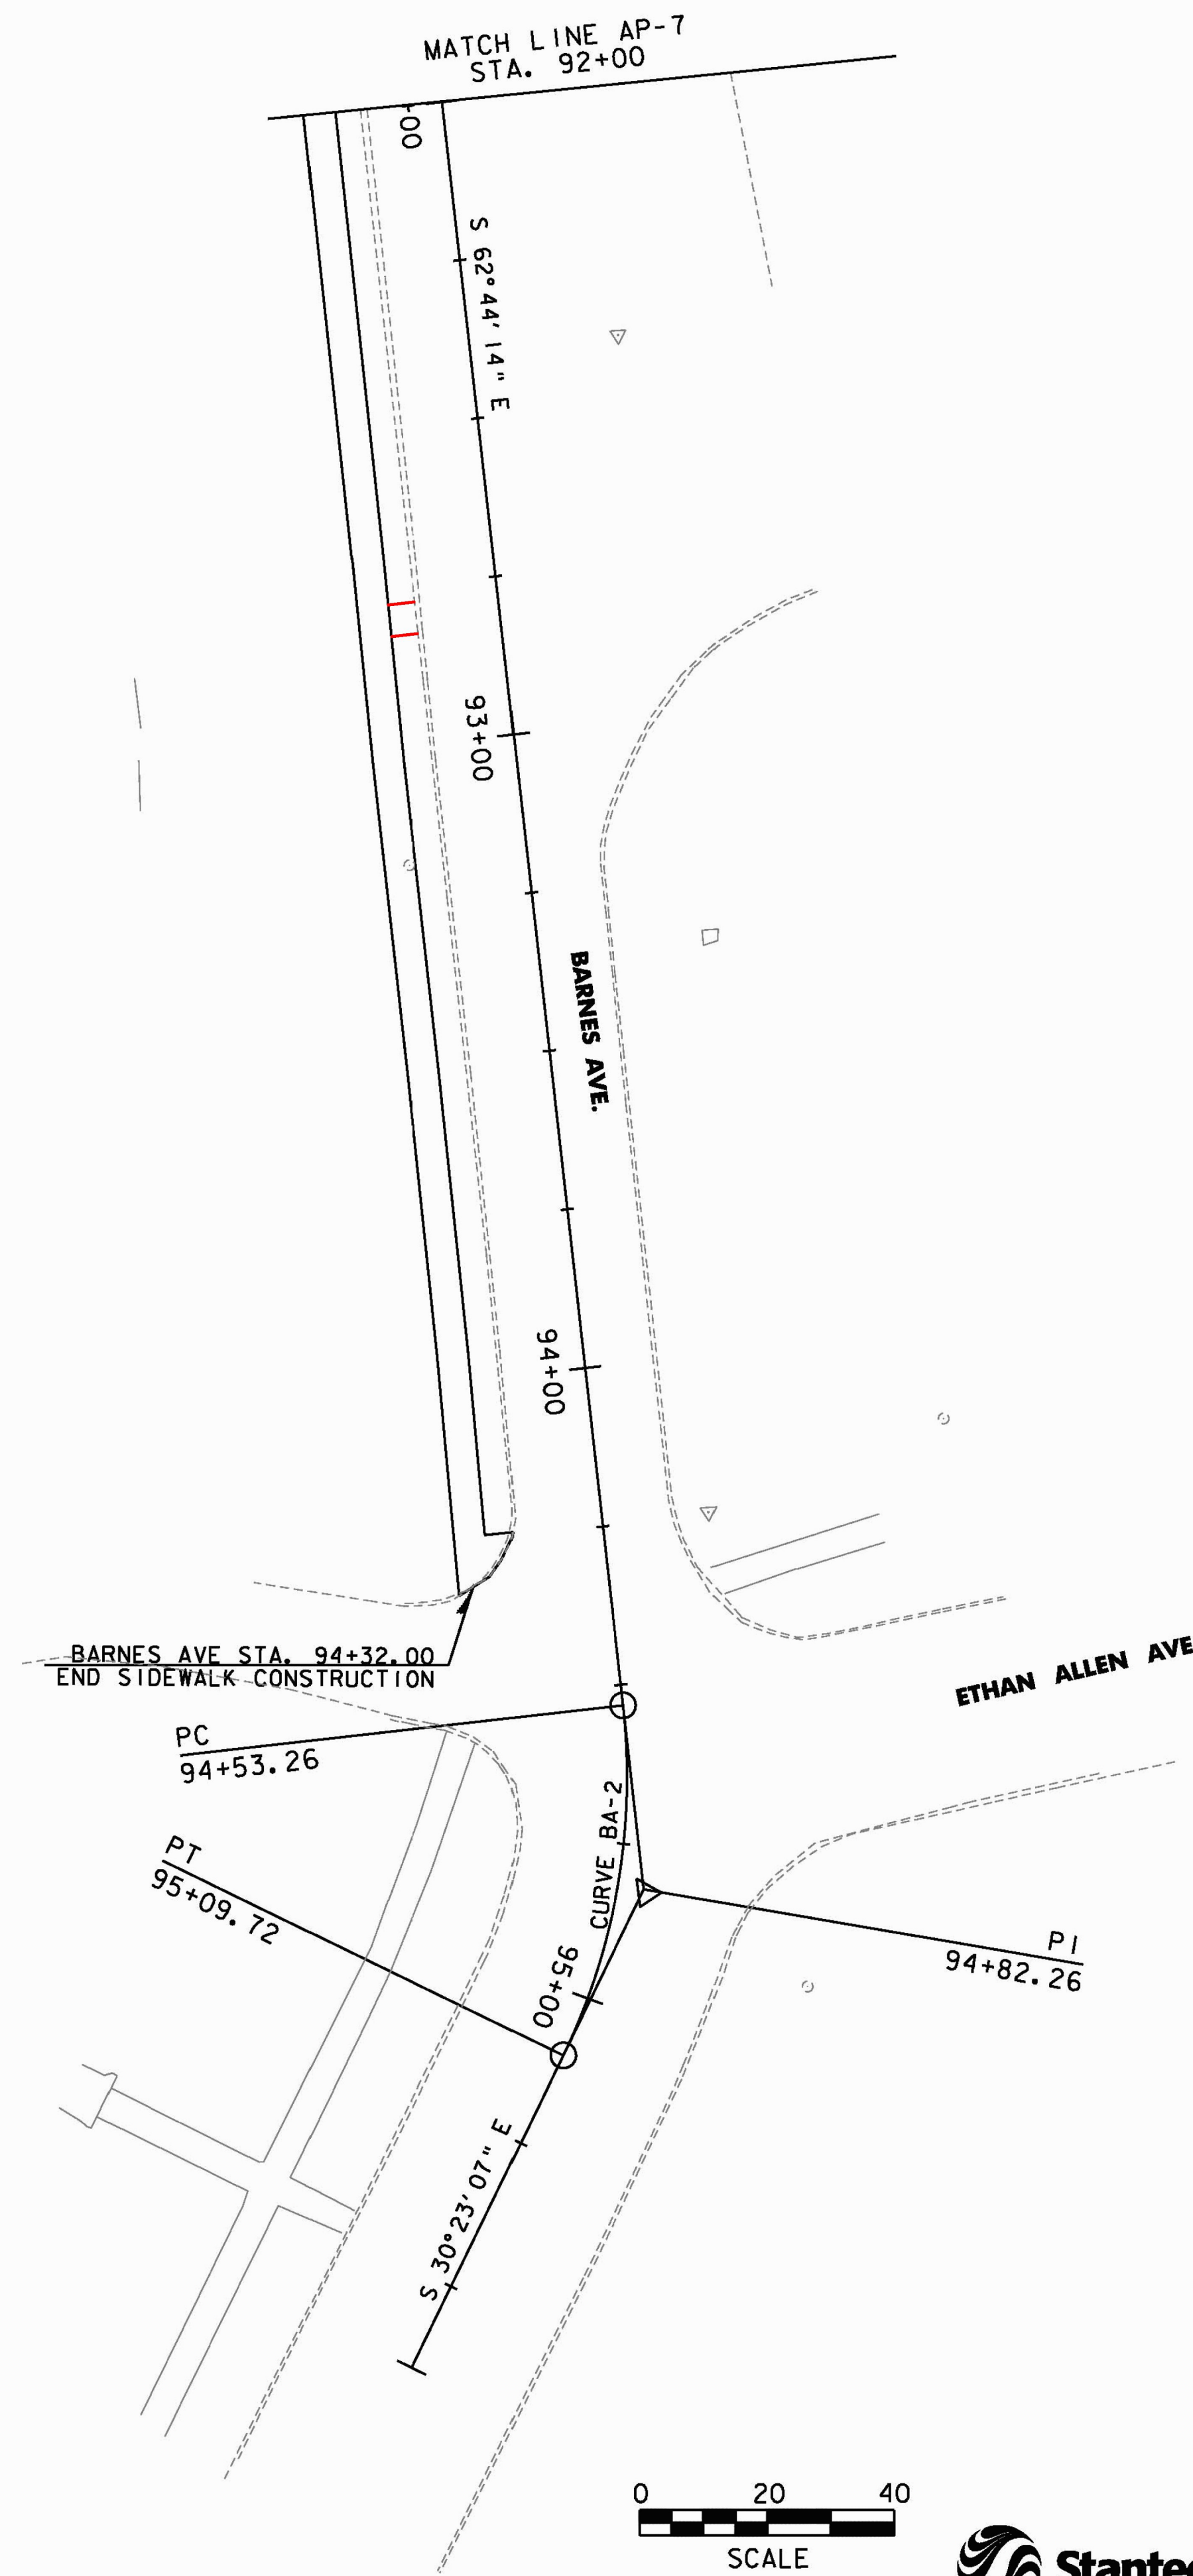 MATCH LINE AP-7
STA. 92+00
00
S 62°44'14" E
93+00
BARNES AVE.
94+00
BARNES AVE STA. 94+32.00
END SIDEWALK CONSTRUCTION
ETHAN ALLEN AVE
PC
94+53.26
CURVE BA-2
PT
95+09.72
PI
94+82.26
95+00
S 30°23'07" E
0 20 40
SCALE
Stantec